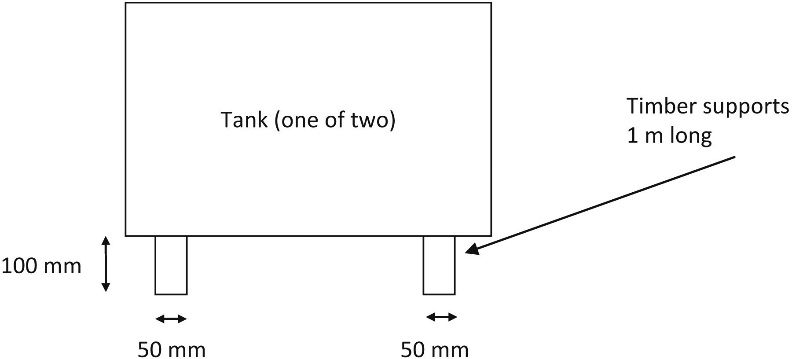 Tank (one of two)
Timber supports
1 m long
100 mm
50 mm
50 mm